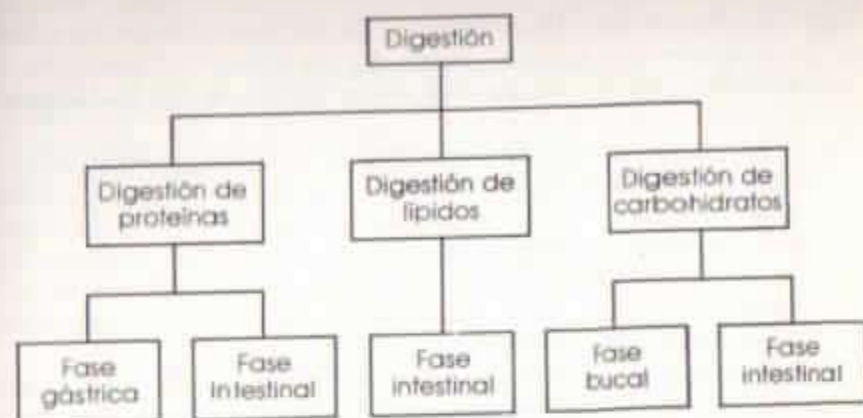 Digestión
Digestión de
proteínas
Digestión de
lípidos
Digestión de
carbohidratos
Fase
gástrica
Fase
Intestinal
Fase
intestinal
Fase
bucal
Fase
intestinal